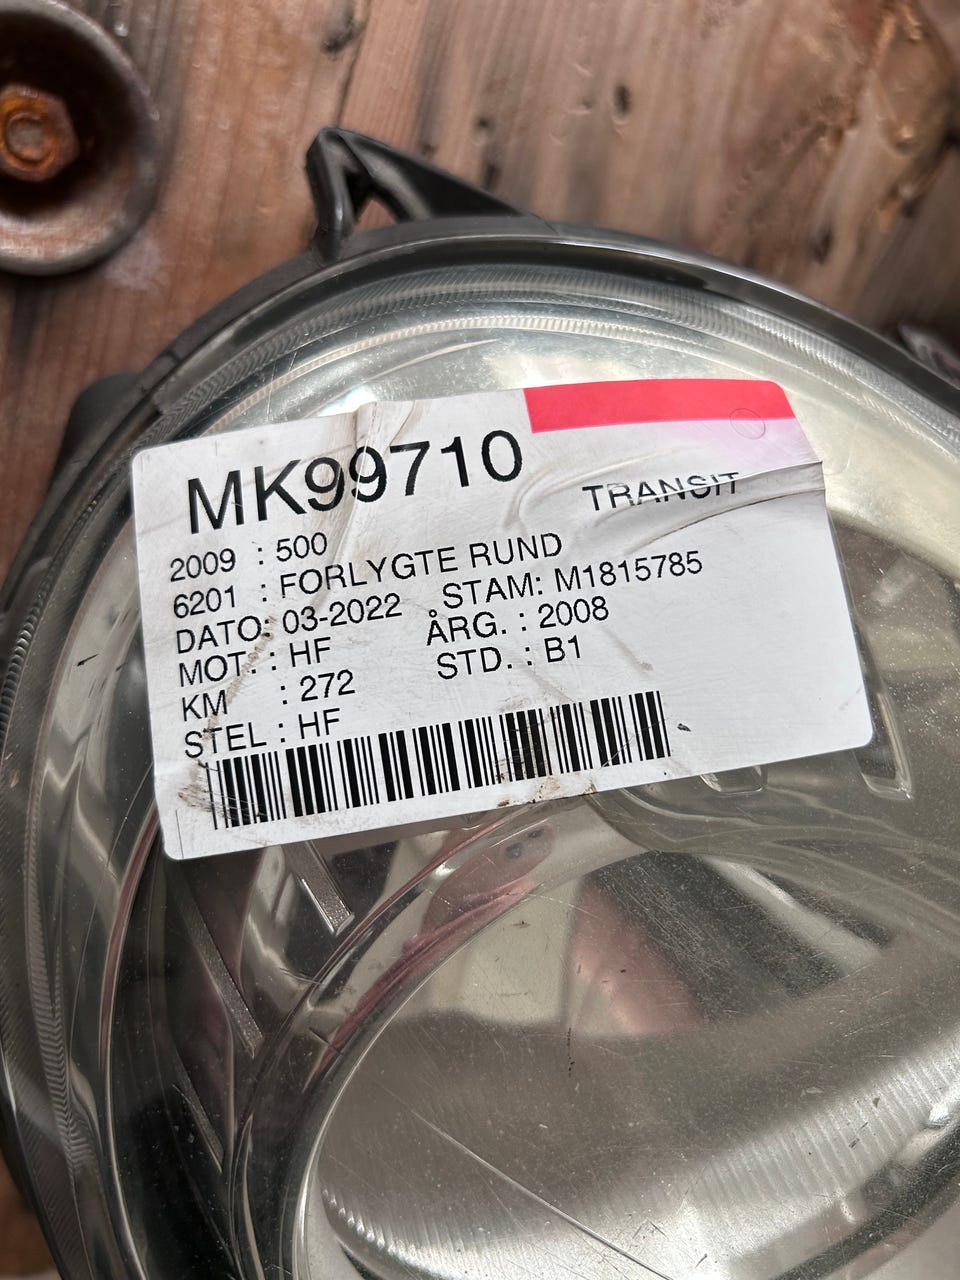 MK99710
TRANSIT
2009 : 500
6201 : FORLYGTE RUND
DATO: 03-2022 STAM: M1815785
MOT. : HF ÅRG. : 2008
KM : 272 STD. : B1
STEL : HF